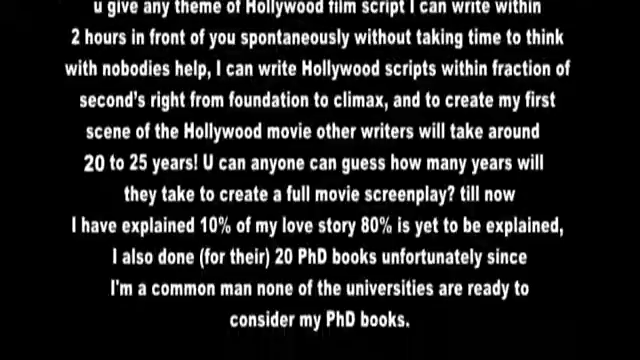 u give any theme of Hollywood film script I can write within
2 hours in front of you spontaneously without taking time to think
with nobodies help, I can write Hollywood scripts within fraction of
second's right from foundation to climax, and to create my first
scene of the Hollywood movie other writers will take around
20 to 25 years! U can anyone can guess how many years will
they take to create a full movie screenplay? till now
I have explained 10% of my love story 80% is yet to be explained,
I also done (for their) 20 PhD books unfortunately since
I'm a common man none of the universities are ready to
consider my PhD books.